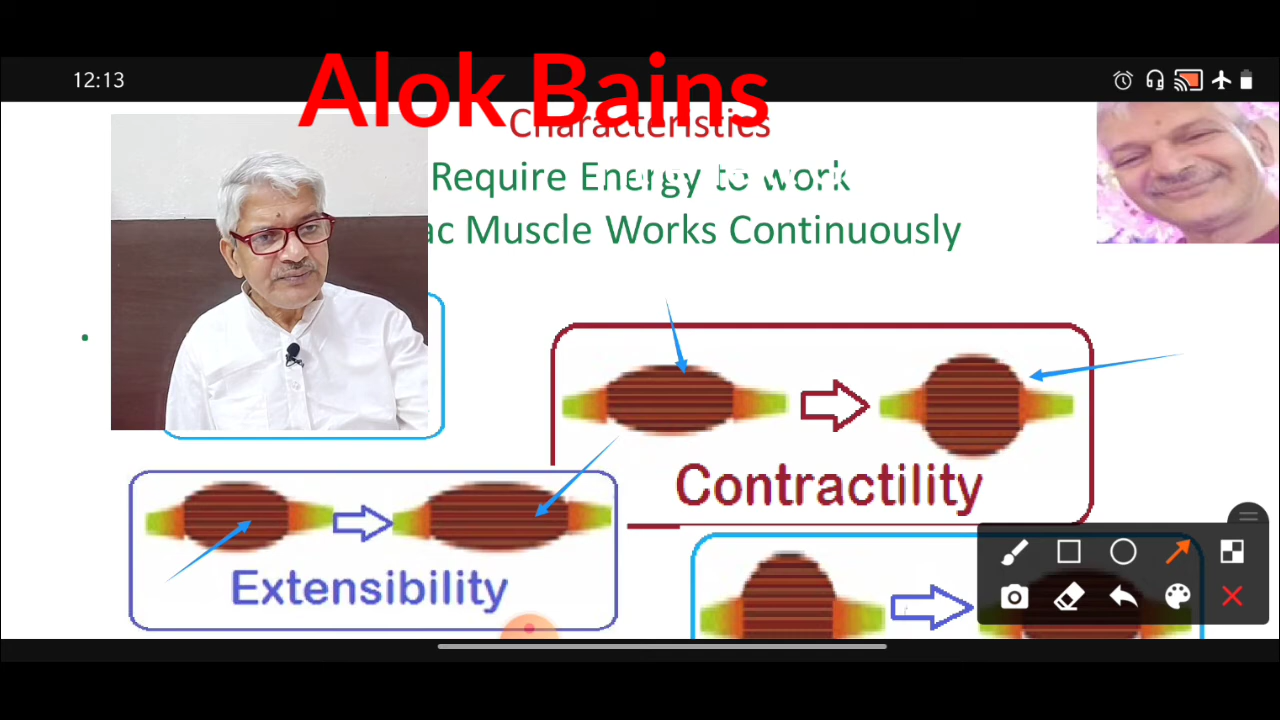 Alok Bains
12:13
Characteristics
Require Energy to work
ac Muscle Works Continuously
Contractility
Extensibility